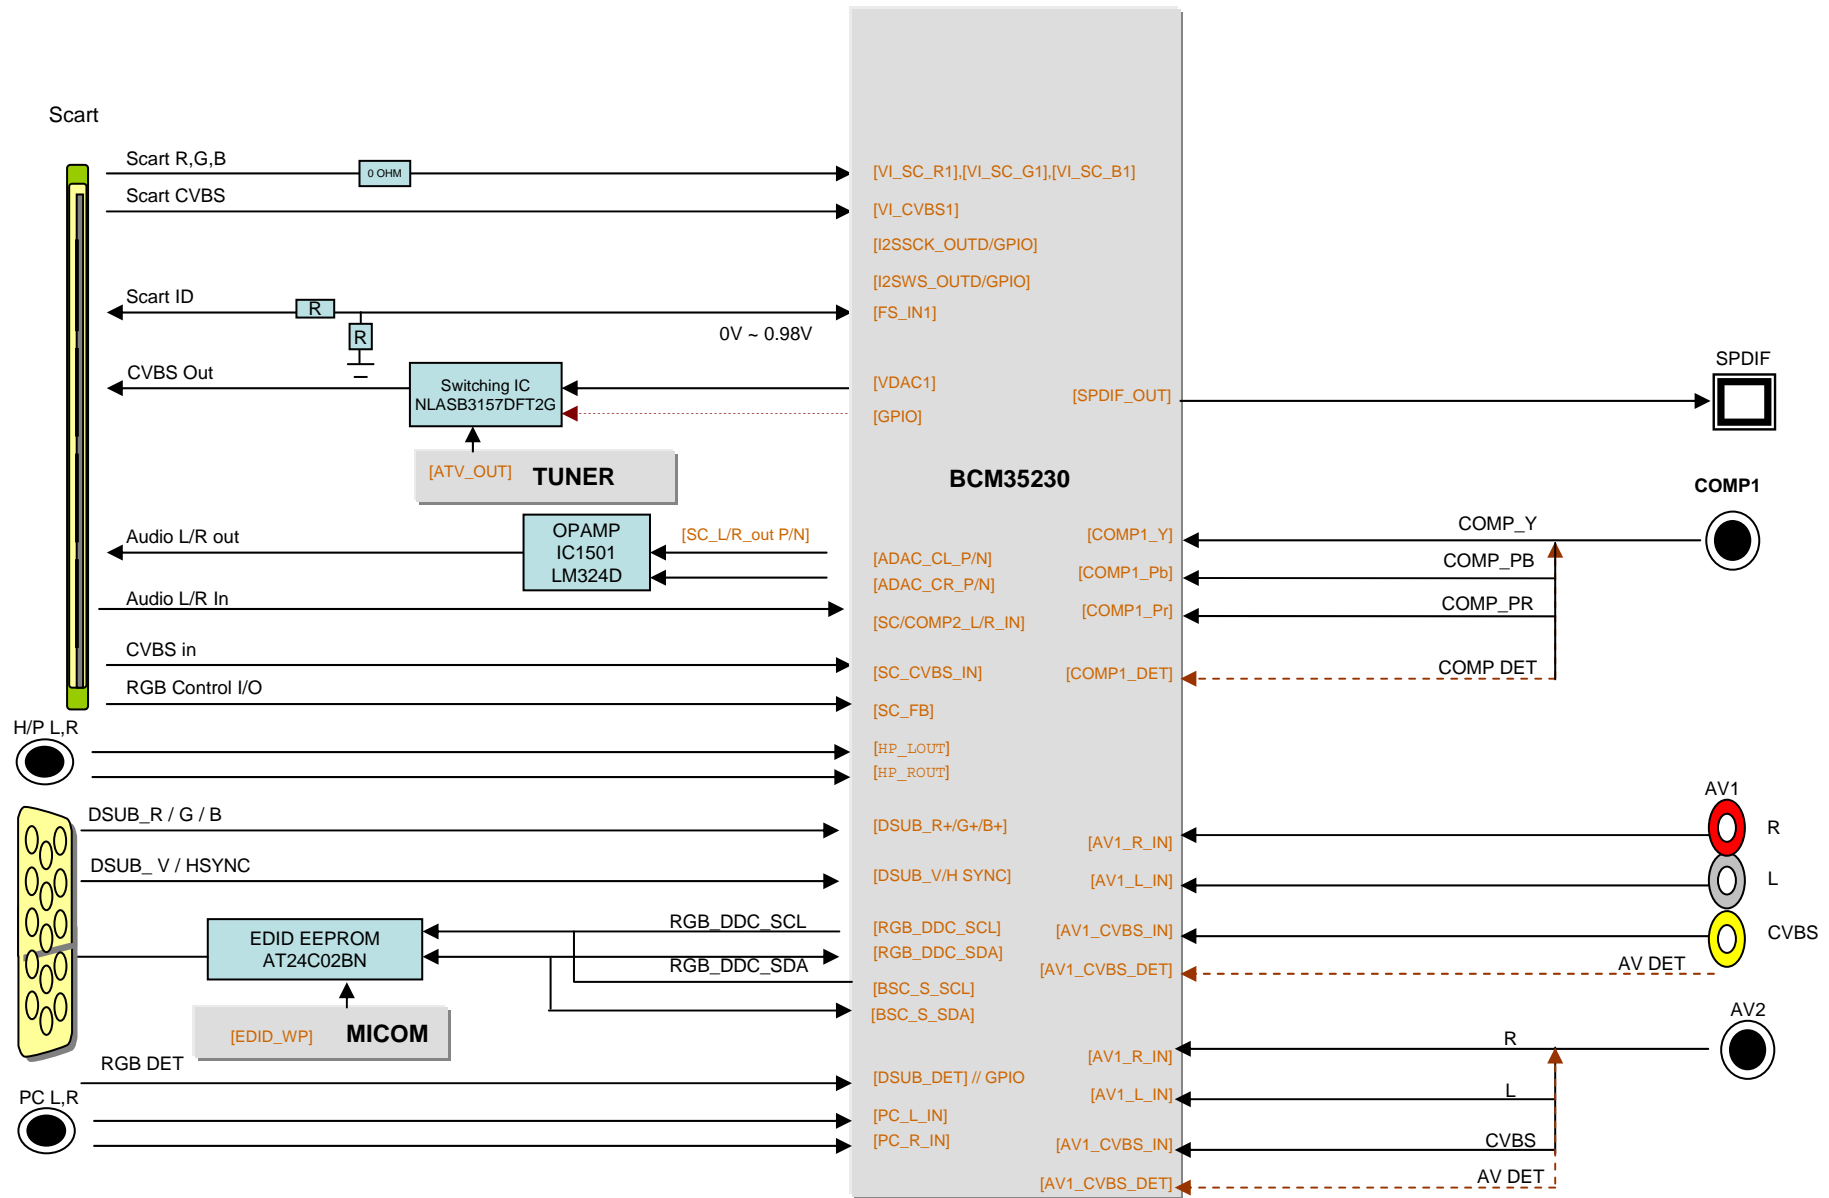 Scart
Scart R,G,B
0 OHM
[VI_SC_R1],[VI_SC_G1],[VI_SC_B1]
Scart CVBS
[VI_CVBS1]
[I2SSCK_OUTD/GPIO]
[I2SWS_OUTD/GPIO]
Scart ID
R
[FS_IN1]
R
0V ~ 0.98V
CVBS Out
Switching IC
NLASB3157DFT2G
[VDAC1]
[GPIO]
[ATV_OUT] TUNER
[SPDIF_OUT]
SPDIF
BCM35230
COMP1
Audio L/R out
OPAMP
IC1501
LM324D
[SC_L/R_out P/N]
[ADAC_CL_P/N]
[ADAC_CR_P/N]
Audio L/R In
[SC/COMP2_L/R_IN]
CVBS in
[SC_CVBS_IN]
RGB Control I/O
[SC_FB]
[COMP1_Y]
COMP_Y
[COMP1_Pb]
COMP_PB
[COMP1_Pr]
COMP_PR
[COMP1_DET]
COMP DET
H/P L,R
[HP_LOUT]
[HP_ROUT]
DSUB_R / G / B
[DSUB_R+/G+/B+]
DSUB_ V / HSYNC
[DSUB_V/H SYNC]
EDID EEPROM
AT24C02BN
RGB_DDC_SCL
[RGB_DDC_SCL]
[RGB_DDC_SDA]
RGB_DDC_SDA
[BSC_S_SCL]
[BSC_S_SDA]
[EDID_WP] MICOM
RGB DET
[DSUB_DET] // GPIO
PC L,R
[PC_L_IN]
[PC_R_IN]
AV1
[AV1_R_IN]
R
[AV1_L_IN]
L
[AV1_CVBS_IN]
CVBS
[AV1_CVBS_DET]
AV DET
AV2
[AV1_R_IN]
R
[AV1_L_IN]
L
[AV1_CVBS_IN]
CVBS
[AV1_CVBS_DET]
AV DET